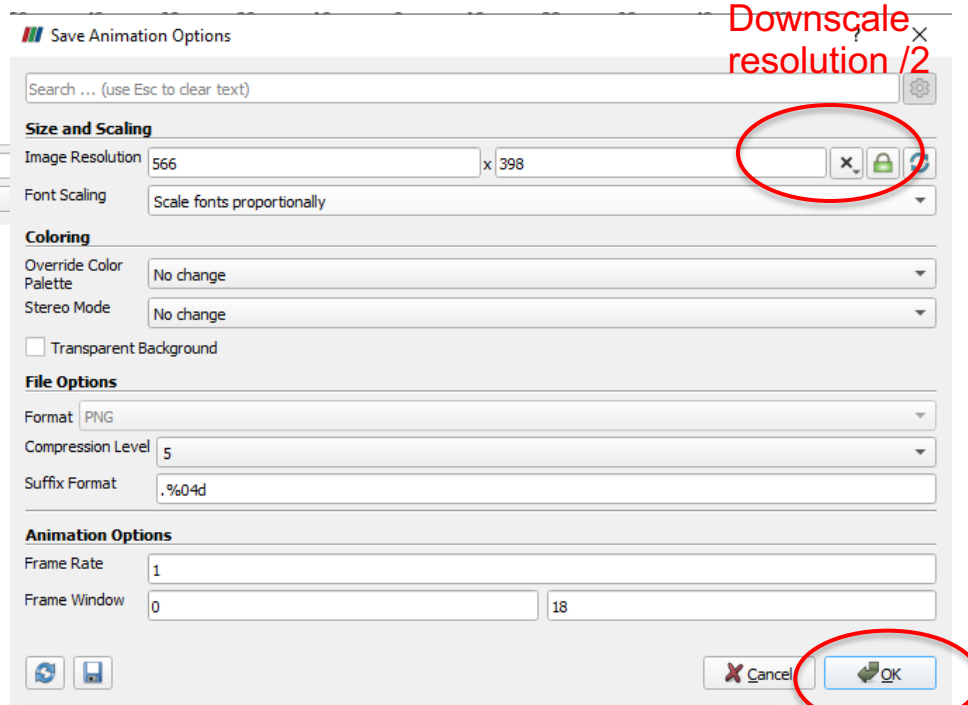 Downscale
resolution /2
Save Animation Options ?
Search ... (use Esc to clear text)
Size and Scaling
Image Resolution 566 x 398
Font Scaling Scale fonts proportionally
Coloring
Override Color
Palette No change
Stereo Mode No change
Transparent Background
File Options
Format PNG
Compression Level 5
Suffix Format .%04d
Animation Options
Frame Rate 1
Frame Window 0 18
Cancel OK